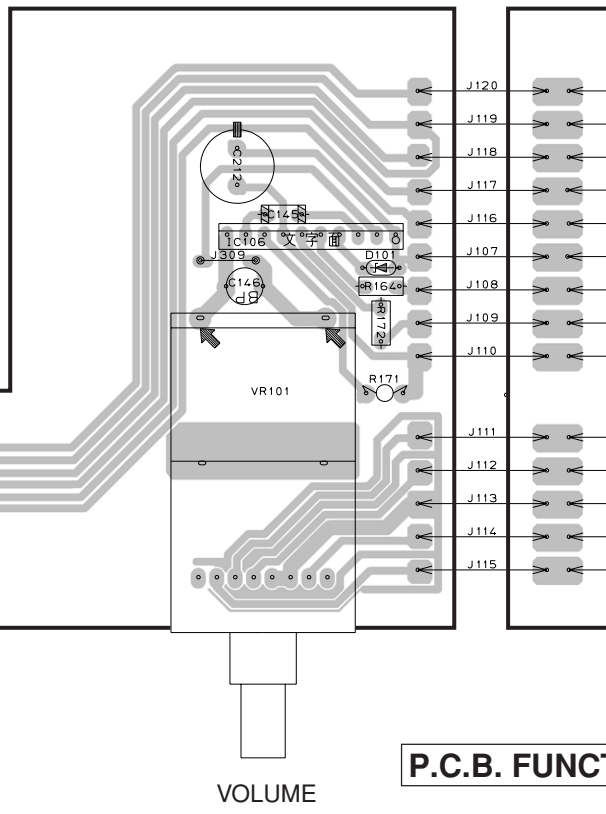 J120
J119
C212
J118
J117
C145
J116
IC106 文字面
D101
J107
J309
C146
BP
R164
J108
R172
J109
J110
R171
VR101
J111
J112
J113
J114
J115
P.C.B. FUNCT
VOLUME